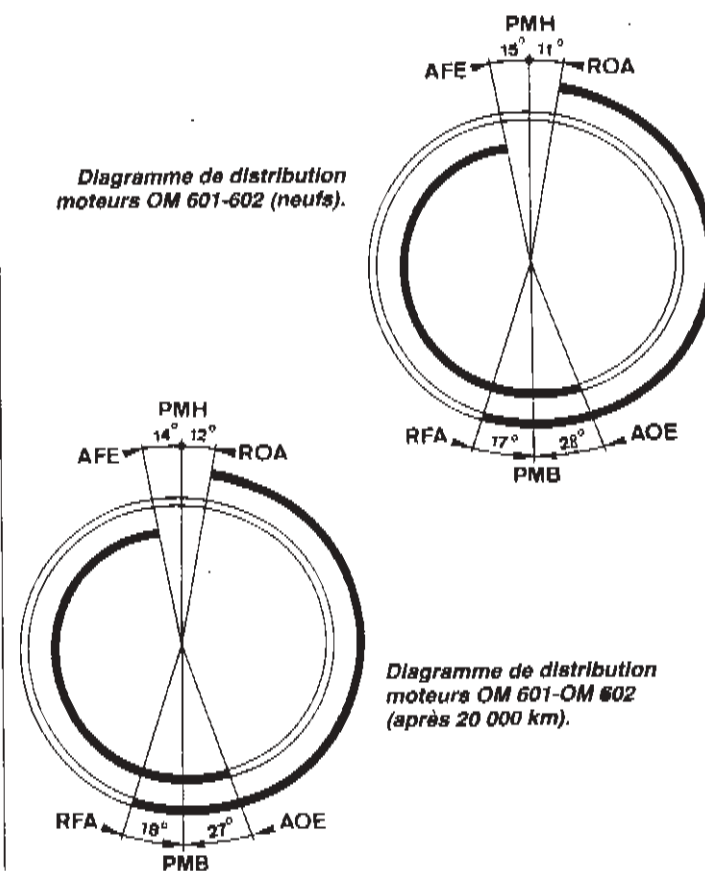 PMH
15° 11°
AFE ROA
Diagramme de distribution
moteurs OM 601-602 (neufs).
RFA 17° 28° AOE
PMB
PMH
14° 12°
AFE ROA
Diagramme de distribution
moteurs OM 601-OM 602
(après 20 000 km).
RFA 18° 27° AOE
PMB